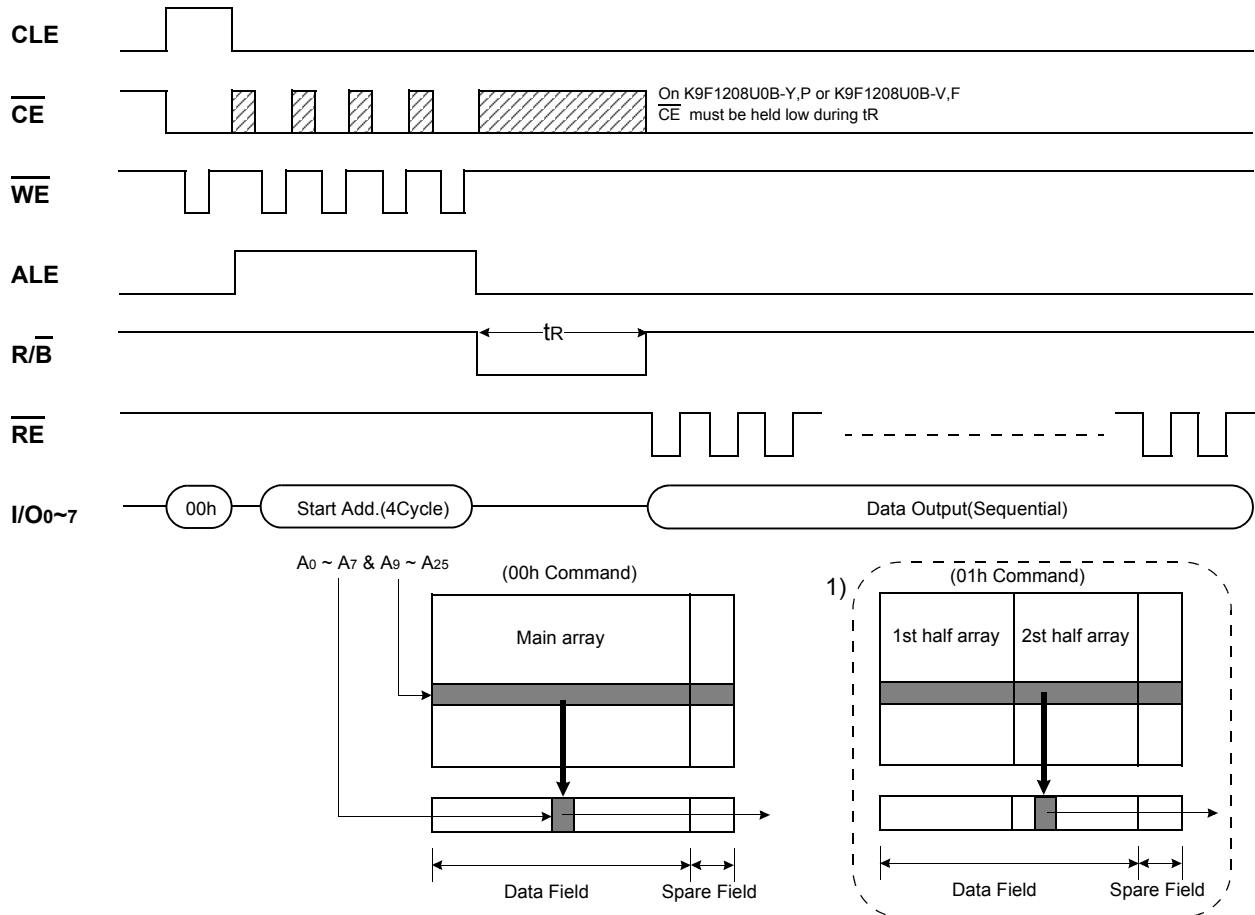 CLE
CE
On K9F1208U0B-Y,P or K9F1208U0B-V,F
CE must be held low during tR
WE
ALE
R/B
tR
RE
I/O0~7
00h
Start Add.(4Cycle)
Data Output(Sequential)
A0 ~ A7 & A9 ~ A25
(00h Command)
Main array
Data Field
Spare Field
1)
(01h Command)
1st half array
2st half array
Data Field
Spare Field